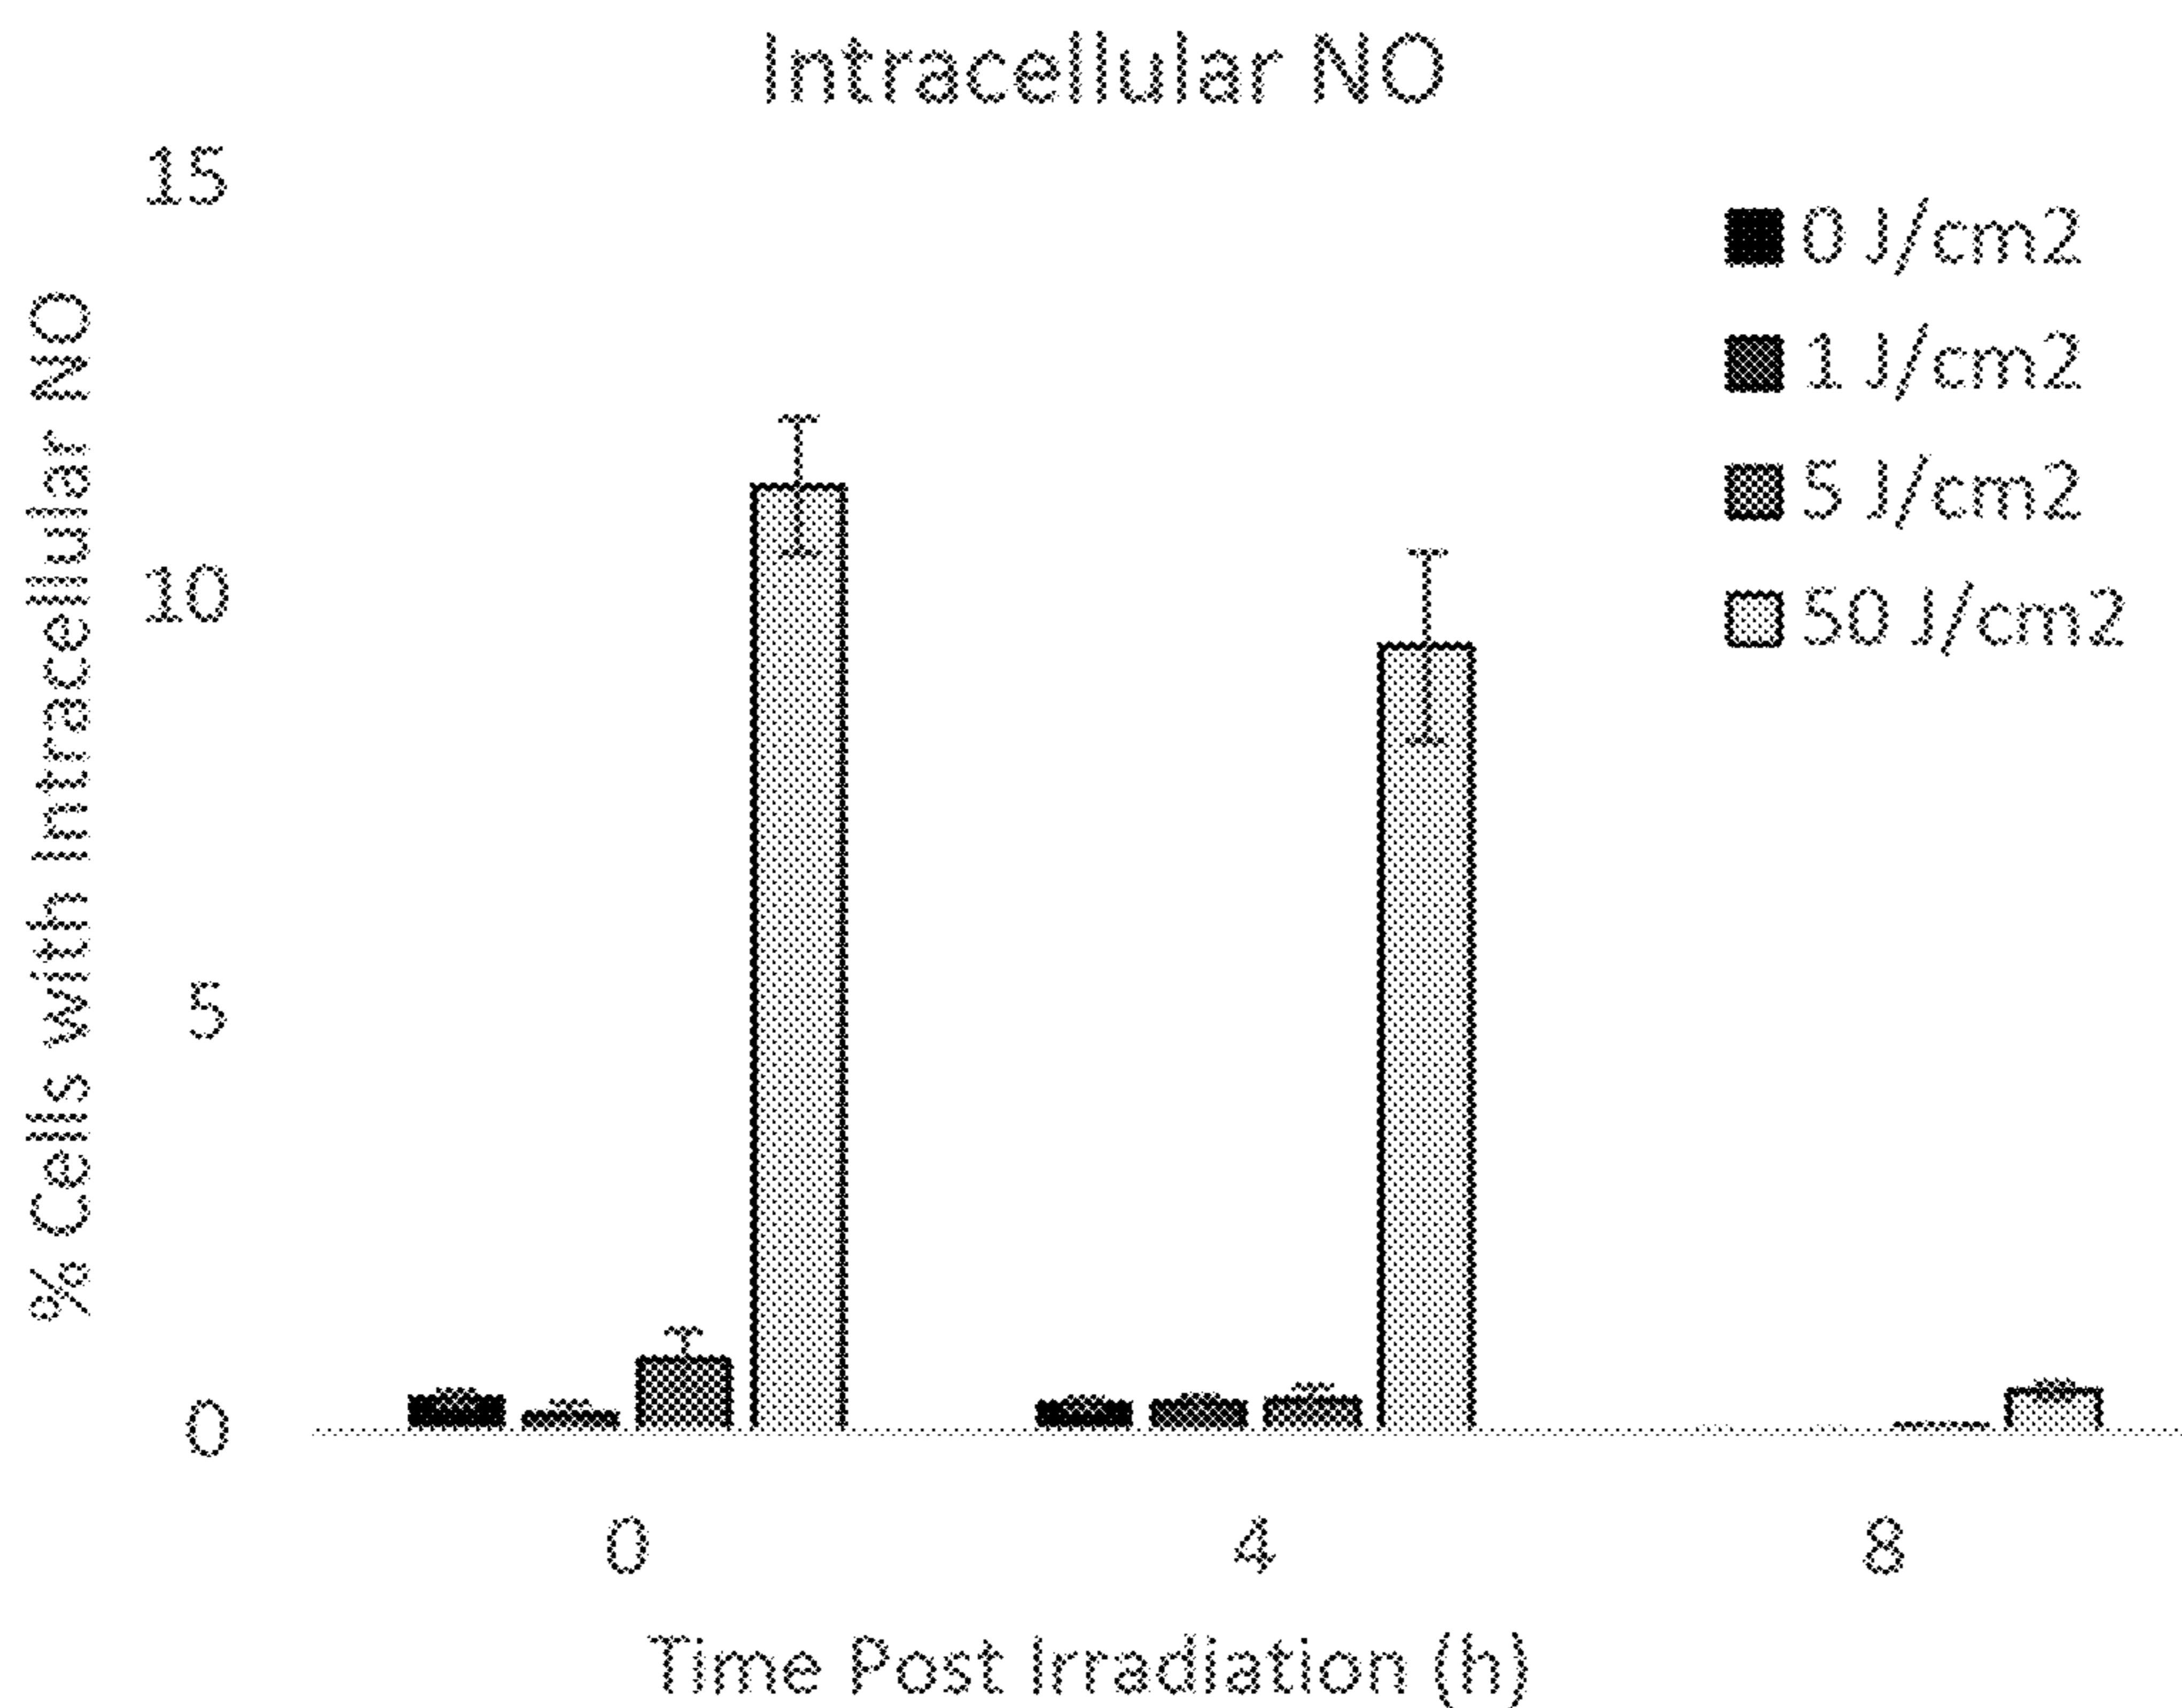 Intracellular NO
15
10
5
0
% Cells with Intracellular NO
0 J/cm2
1 J/cm2
5 J/cm2
50 J/cm2
0 4 8
Time Post Irradiation (h)